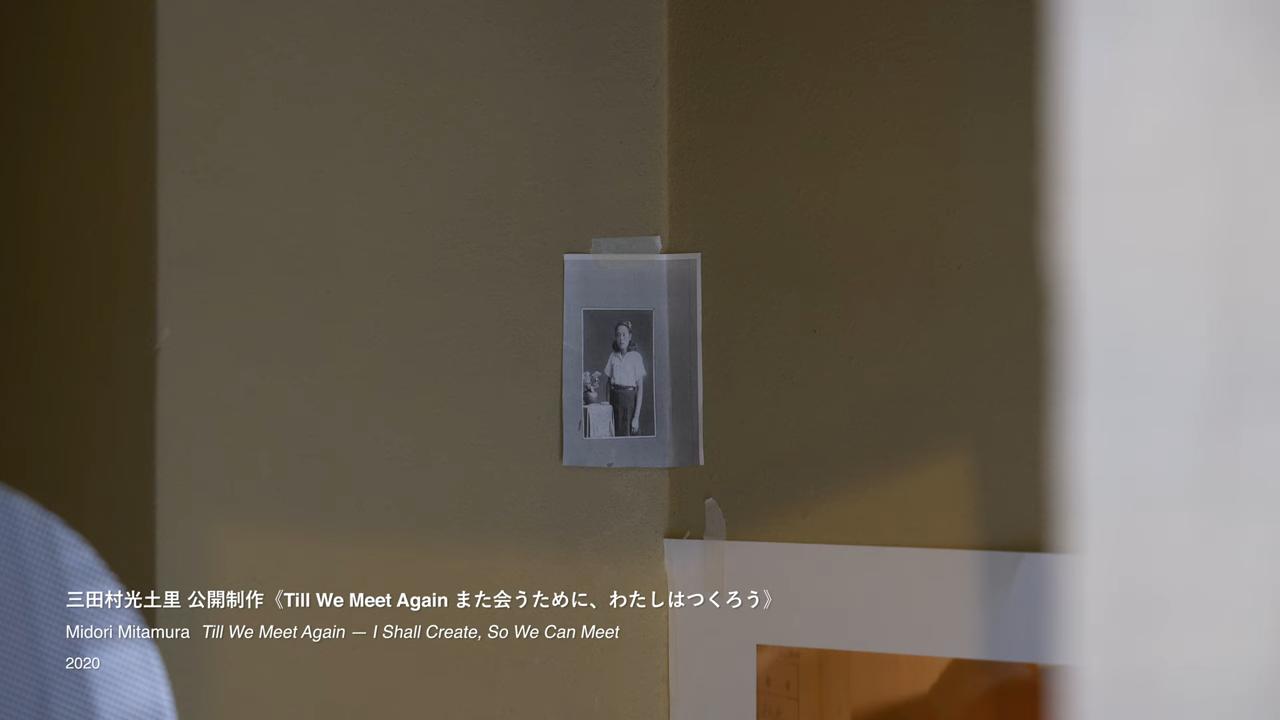 三田村光土里 公開制作《Till We Meet Again また会うために、わたしはつくろう》
Midori Mitamura Till We Meet Again — I Shall Create, So We Can Meet
2020